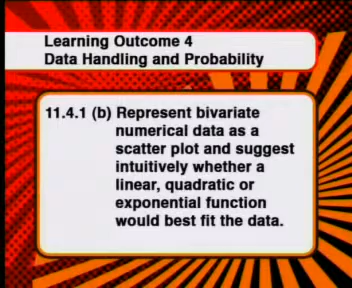 Learning Outcome 4
Data Handling and Probability
11.4.1 (b) Represent bivariate
numerical data as a
scatter plot and suggest
intuitively whether a
linear, quadratic or
exponential function
would best fit the data.